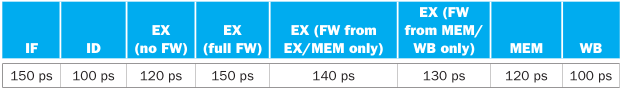 IF ID EX (no FW) EX (full FW) EX (FW from EX/MEM only) EX (FW from MEM/WB only) MEM WB
150 ps 100 ps 120 ps 150 ps 140 ps 130 ps 120 ps 100 ps